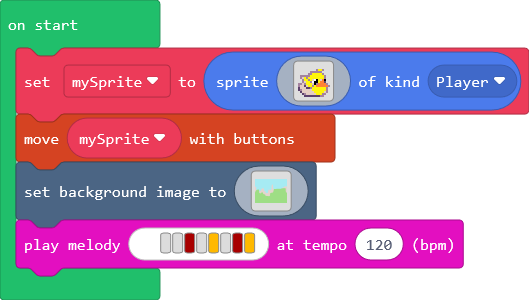 on start
set mySprite to sprite of kind Player
move mySprite with buttons
set background image to
play melody at tempo 120 (bpm)